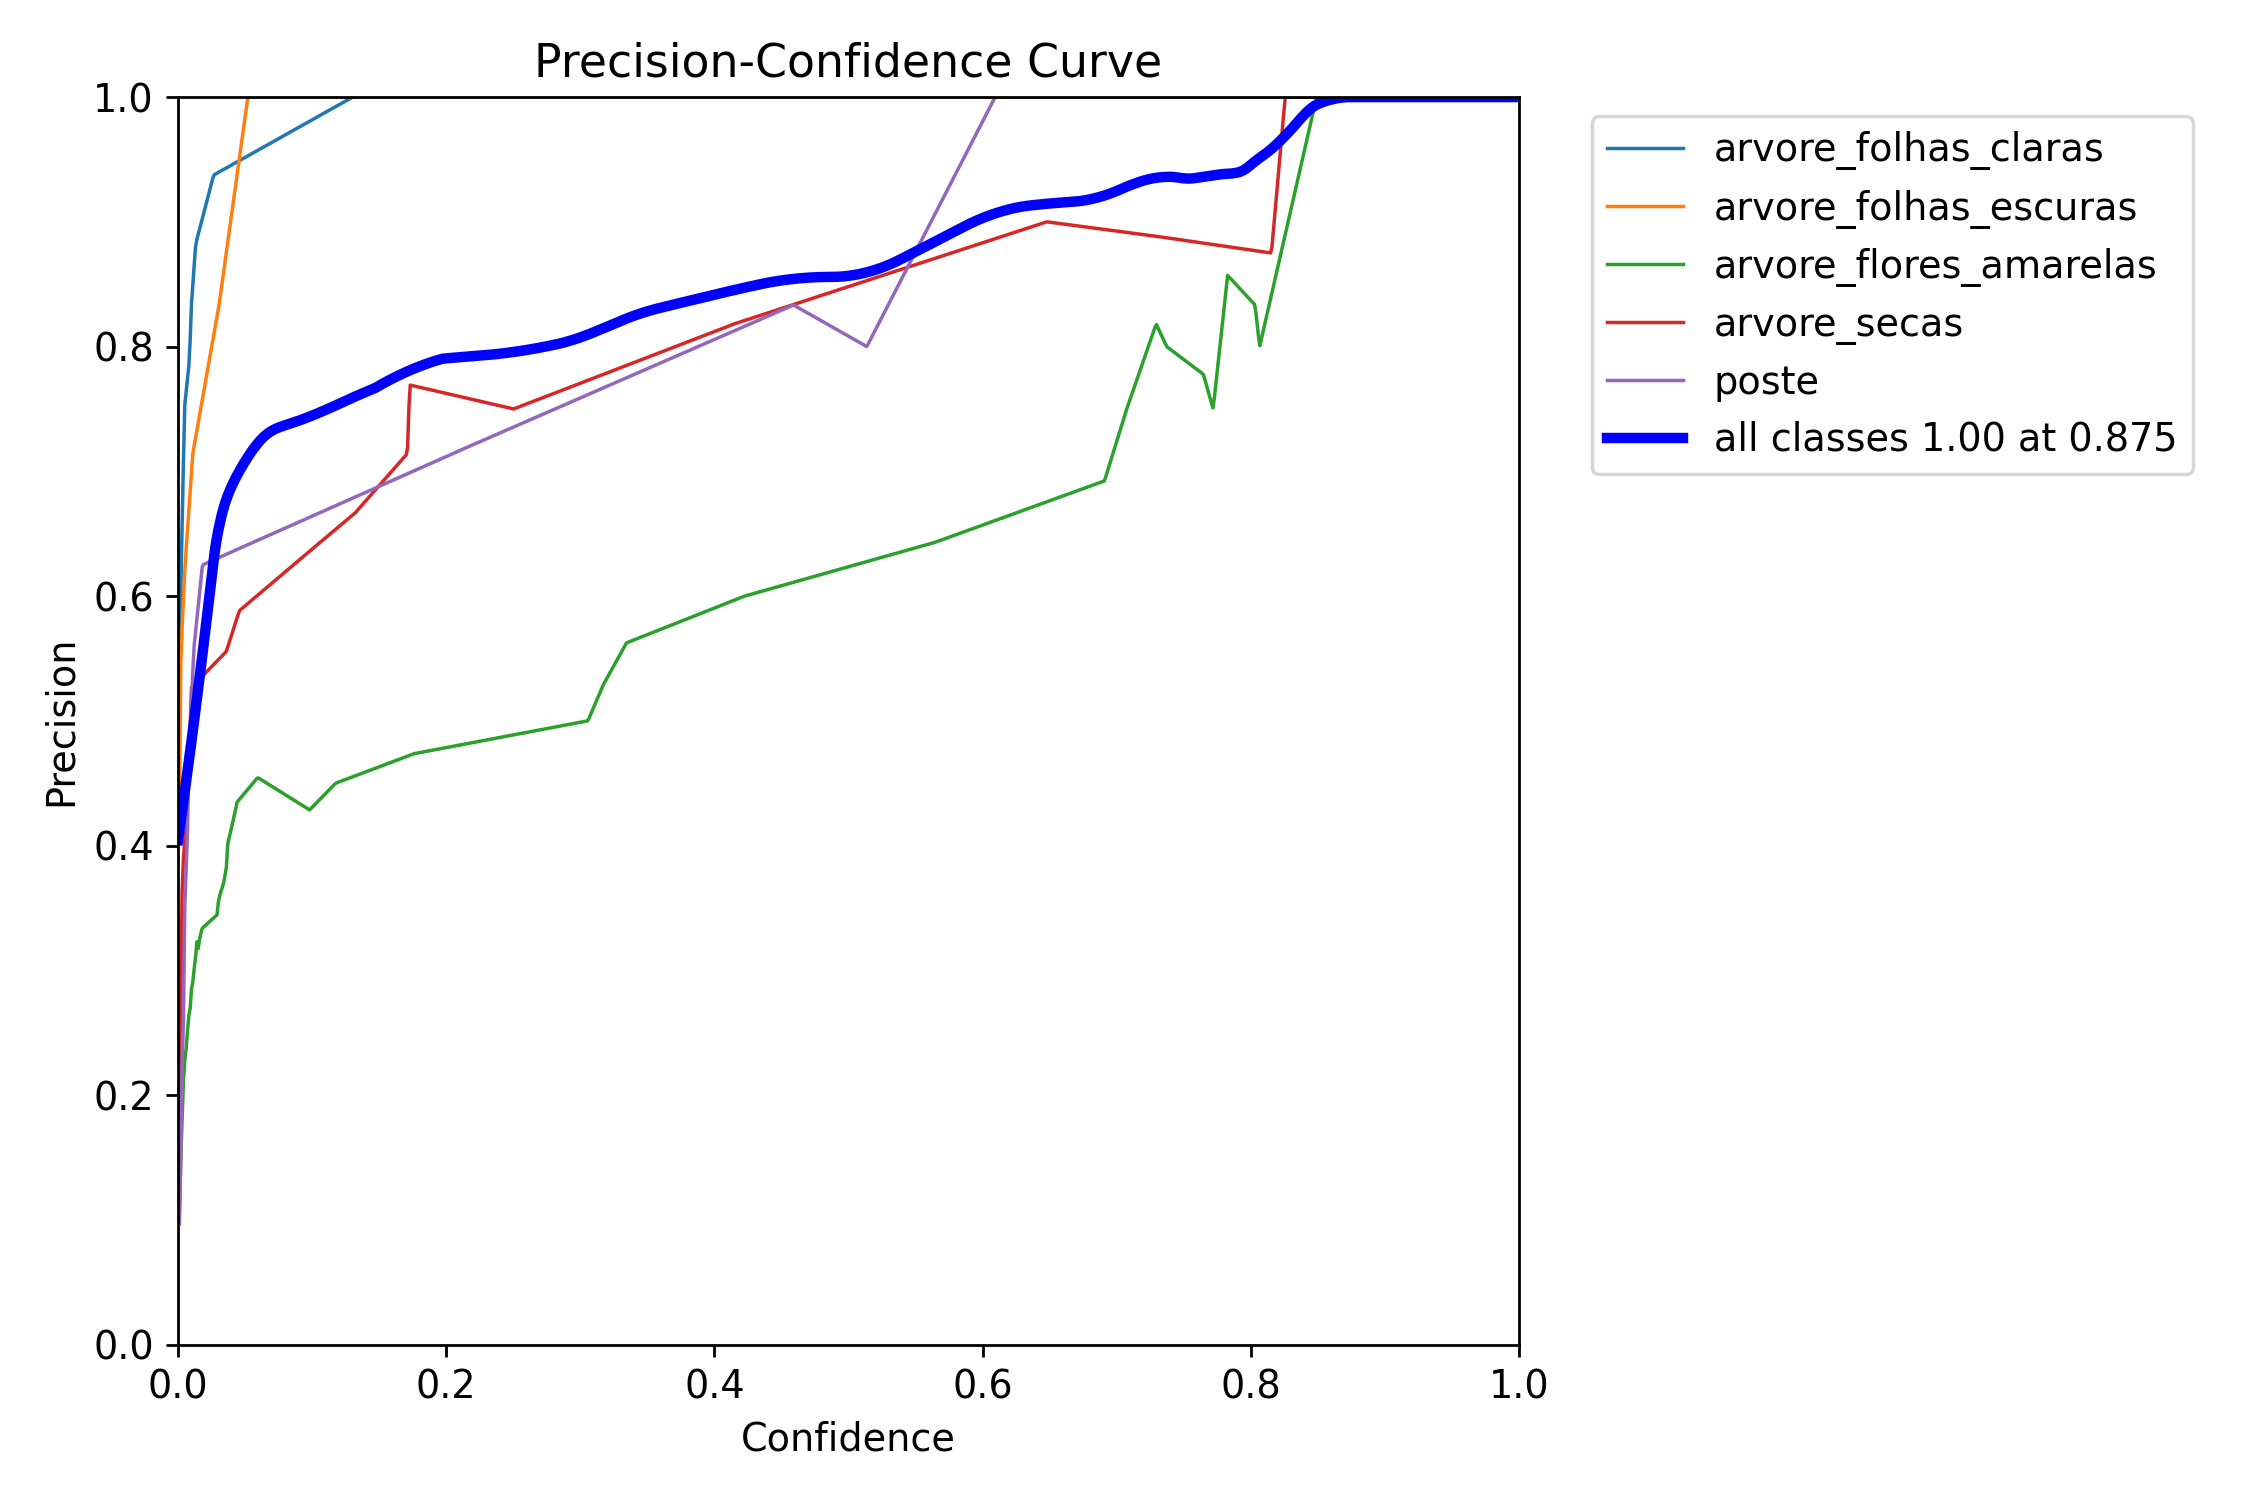 Precision-Confidence Curve
1.0
0.8
0.6
0.4
0.2
0.0
Precision
0.0 0.2 0.4 0.6 0.8 1.0
Confidence
arvore_folhas_claras
arvore_folhas_escuras
arvore_flores_amarelas
arvore_secas
poste
all classes 1.00 at 0.875